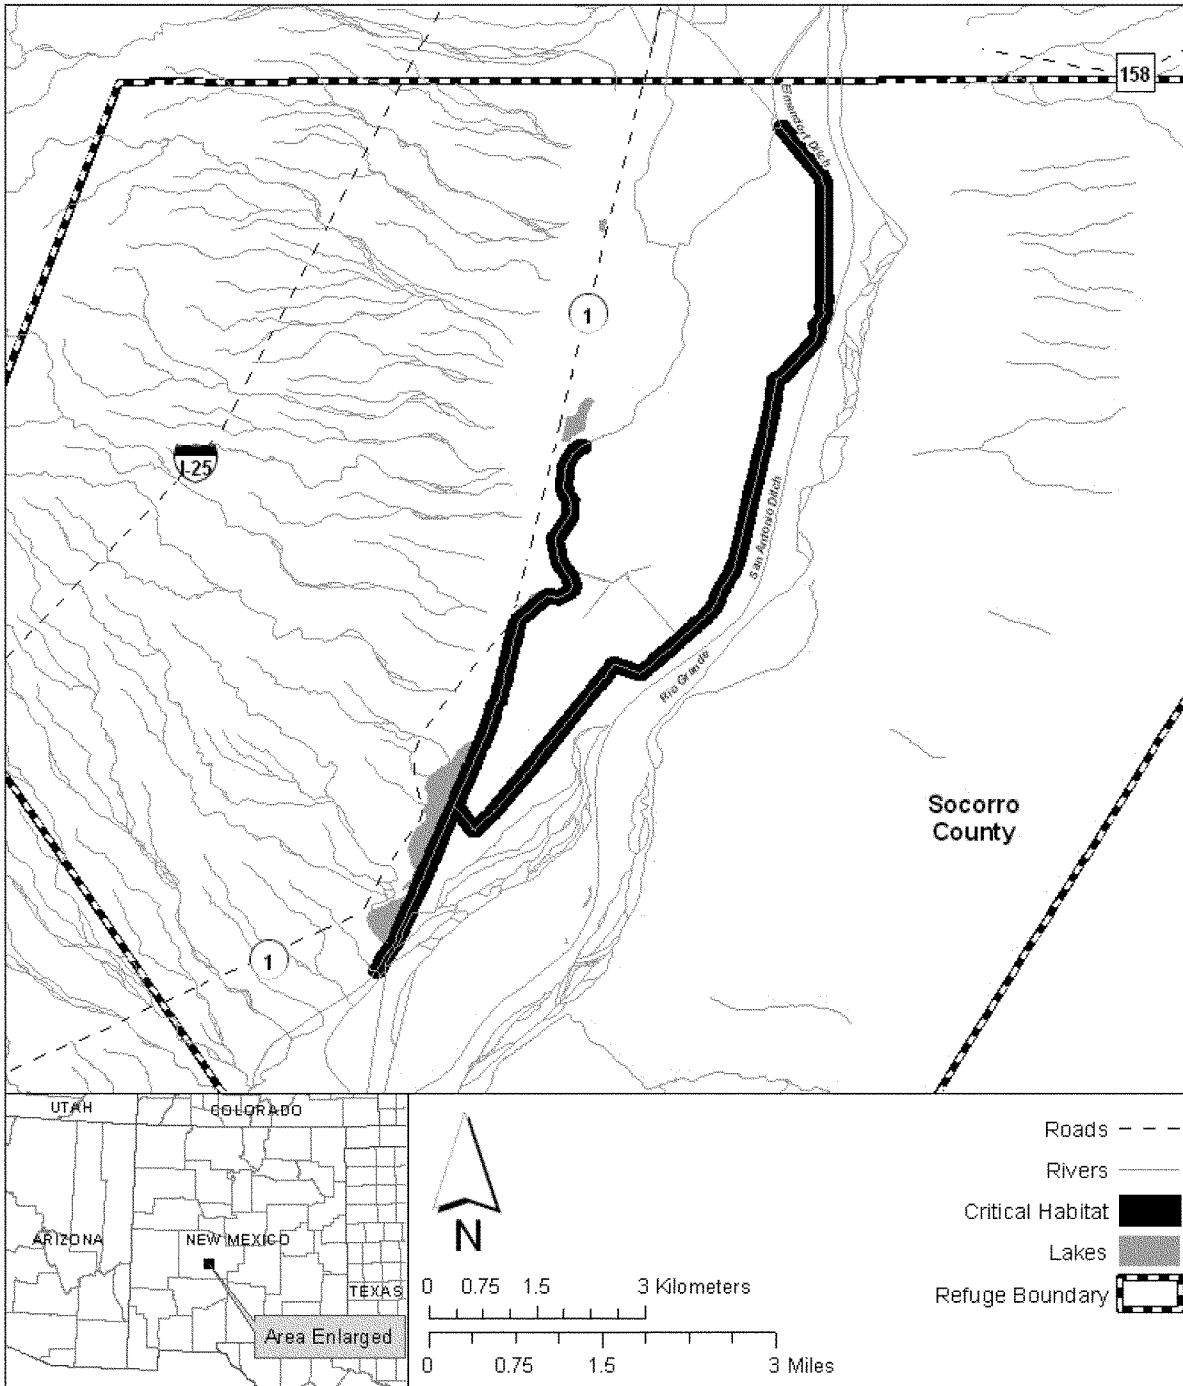 158
Elmendorf Ditch
1
I-25
San Antonio Ditch
Rio Grande
Socorro
County
1
UTAH
COLORADO
ARIZONA
NEW MEXICO
TEXAS
Area Enlarged
N
0 0.75 1.5 3 Kilometers
0 0.75 1.5 3 Miles
Roads
Rivers
Critical Habitat
Lakes
Refuge Boundary